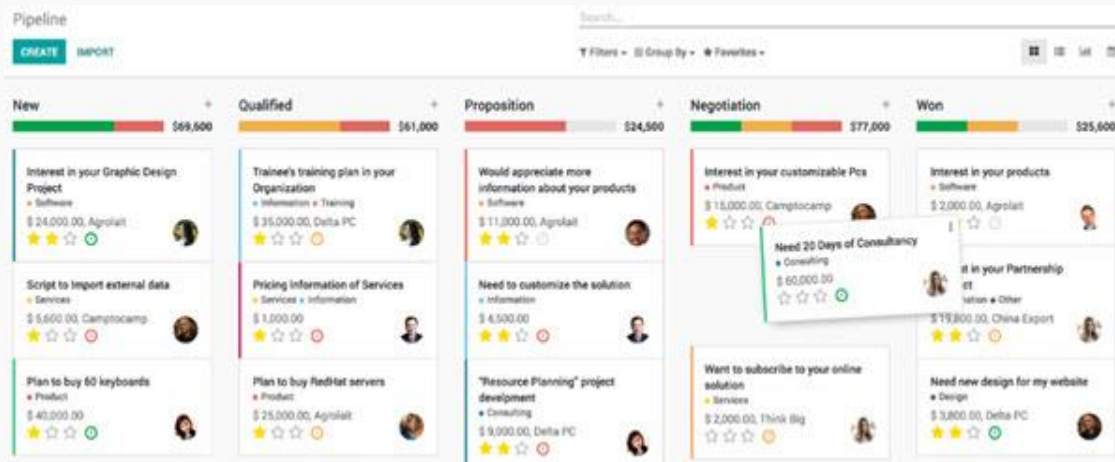 Pipeline
Search...
CREATE
IMPORT
Filters
Group By
Favorites
New
+
$69,600
Interest in your Graphic Design
Project
Software
$24,000.00, Agrolait
Script to Import external data
Services
$5,600.00, Camptocamp
Plan to buy 60 keyboards
Product
$40,000.00
Qualified
+
$61,000
Trainee's training plan in your
Organization
Information Training
$35,000.00, Delta PC
Pricing Information of Services
Services Information
$1,000.00
Plan to buy RedHat servers
Product
$25,000.00, Agrolait
Proposition
+
$24,500
Would appreciate more
information about your products
Software
$11,000.00, Agrolait
Need to customize the solution
Information
$4,500.00
"Resource Planning" project
develpment
Consulting
$9,000.00, Delta PC
Negotiation
+
$77,000
Interest in your customizable Pcs
Product
$15,000.00, Camptocamp
Need 20 Days of Consultancy
Consulting
$60,000.00
Want to subscribe to your online
solution
Services
$2,000.00, Think Big
Won
+
$25,600
Interest in your products
Software
$2,000.00, Agrolait
in your Partnership
Other
$19,800.00, China Export
Need new design for my website
Design
$3,800.00, Delta PC